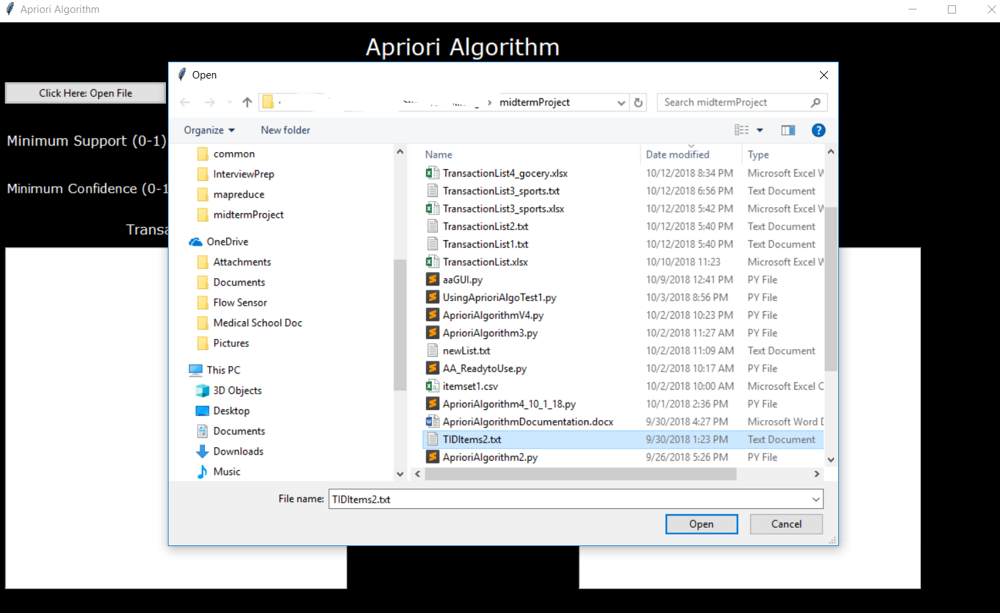 Apriori Algorithm
Apriori Algorithm
Click Here: Open File
Minimum Support (0-1)
Minimum Confidence (0-1
Transa
Open
midtermProject
Search midtermProject
Organize
New folder
common
InterviewPrep
mapreduce
midtermProject
OneDrive
Attachments
Documents
Flow Sensor
Medical School Doc
Pictures
This PC
3D Objects
Desktop
Documents
Downloads
Music
Name Date modified Type
TransactionList4_gocery.xlsx 10/12/2018 8:34 PM Microsoft Excel W
TransactionList3_sports.txt 10/12/2018 6:56 PM Text Document
TransactionList3_sports.xlsx 10/12/2018 5:42 PM Microsoft Excel W
TransactionList2.txt 10/12/2018 5:40 PM Text Document
TransactionList1.txt 10/12/2018 5:40 PM Text Document
TransactionList.xlsx 10/10/2018 11:23 Microsoft Excel W
aaGUI.py 10/9/2018 12:41 PM PY File
UsingAprioriAlgoTest1.py 10/3/2018 8:56 PM PY File
AprioriAlgorithmV4.py 10/2/2018 10:23 PM PY File
AprioriAlgorithm3.py 10/2/2018 11:27 AM PY File
newList.txt 10/2/2018 11:09 AM Text Document
AA_ReadytoUse.py 10/2/2018 10:17 AM PY File
itemset1.csv 10/2/2018 10:00 AM Microsoft Excel C
AprioriAlgorithm4_10_1_18.py 10/1/2018 2:36 PM PY File
AprioriAlgorithmDocumentation.docx 9/30/2018 4:27 PM Microsoft Word D
TIDItems2.txt 9/30/2018 1:23 PM Text Document
AprioriAlgorithm2.py 9/26/2018 5:26 PM PY File
File name: TIDItems2.txt
Open
Cancel